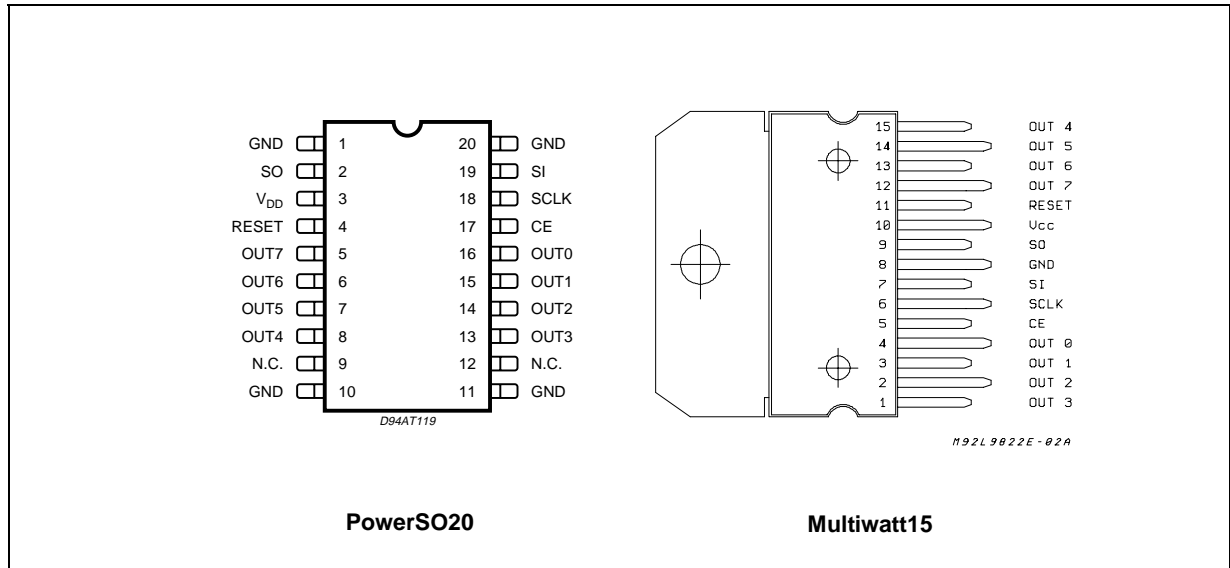 GND 1 20 GND
SO 2 19 SI
VDD 3 18 SCLK
RESET 4 17 CE
OUT7 5 16 OUT0
OUT6 6 15 OUT1
OUT5 7 14 OUT2
OUT4 8 13 OUT3
N.C. 9 12 N.C.
GND 10 11 GND
D94AT119
PowerSO20
15 OUT 4
14 OUT 5
13 OUT 6
12 OUT 7
11 RESET
10 Vcc
9 SO
8 GND
7 SI
6 SCLK
5 CE
4 OUT 0
3 OUT 1
2 OUT 2
1 OUT 3
M92L9822E-02A
Multiwatt15